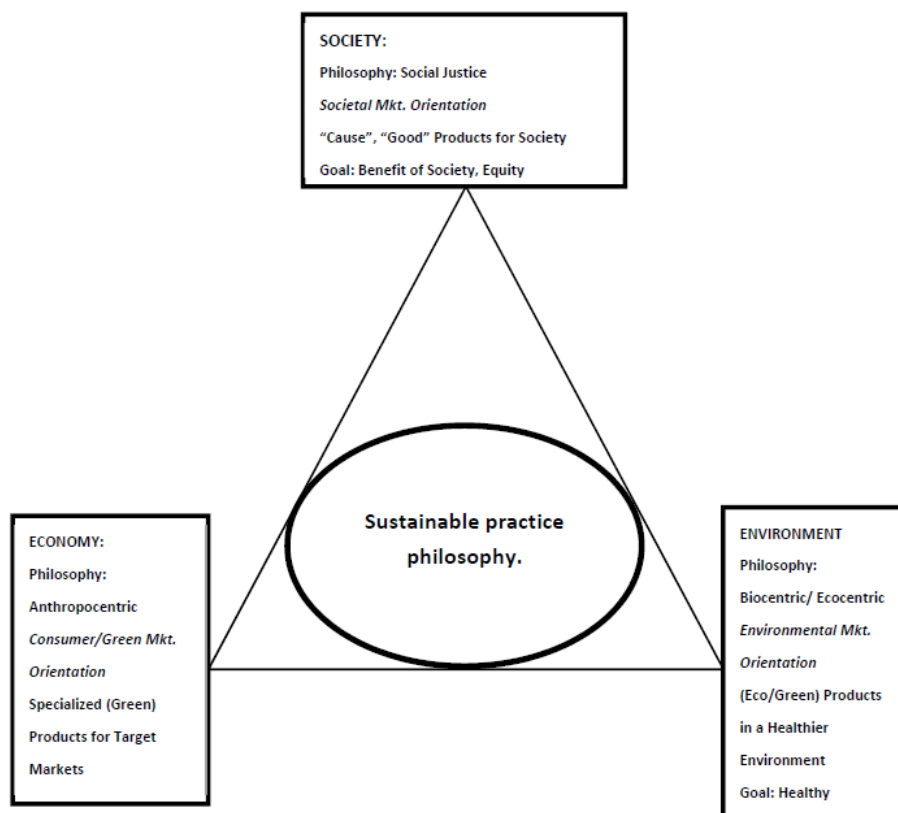 SOCIETY:
Philosophy: Social Justice
Societal Mkt. Orientation
“Cause”, “Good” Products for Society
Goal: Benefit of Society, Equity
Sustainable practice
philosophy.
ECONOMY:
Philosophy:
Anthropocentric
Consumer/Green Mkt.
Orientation
Specialized (Green)
Products for Target
Markets
ENVIRONMENT
Philosophy:
Biocentric/ Ecocentric
Environmental Mkt.
Orientation
(Eco/Green) Products
in a Healthier
Environment
Goal: Healthy